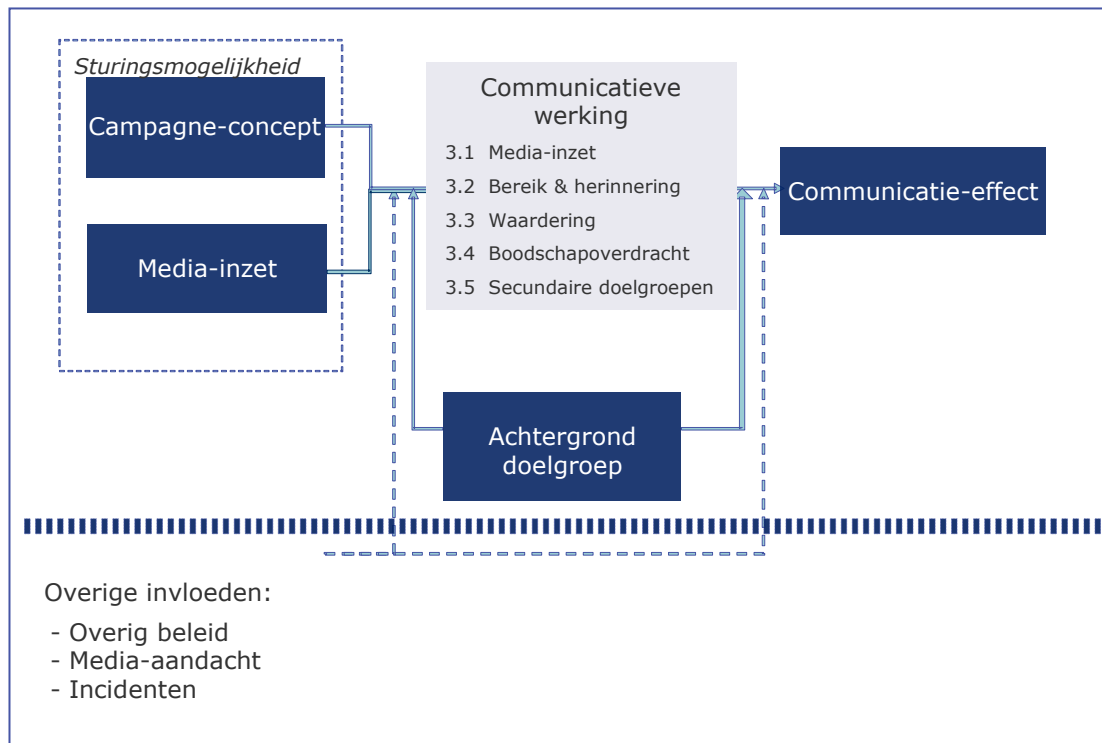 Sturingsmogelijkheid
Campagne-concept
Media-inzet
Communicatieve
werking
3.1 Media-inzet
3.2 Bereik & herinnering
3.3 Waardering
3.4 Boodschapoverdracht
3.5 Secundaire doelgroepen
Communicatie-effect
Achtergrond
doelgroep
Overige invloeden:
- Overig beleid
- Media-aandacht
- Incidenten